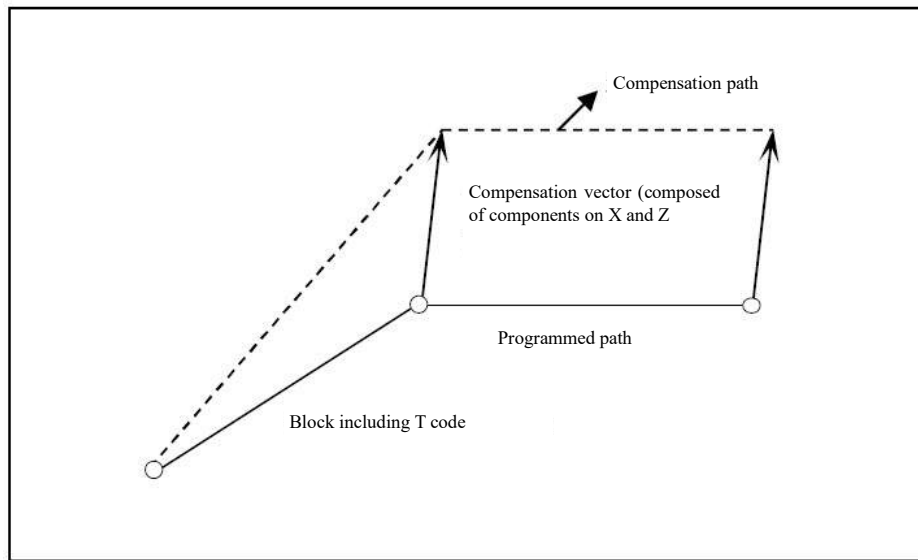 Compensation path
Compensation vector (composed
of components on X and Z
Programmed path
Block including T code